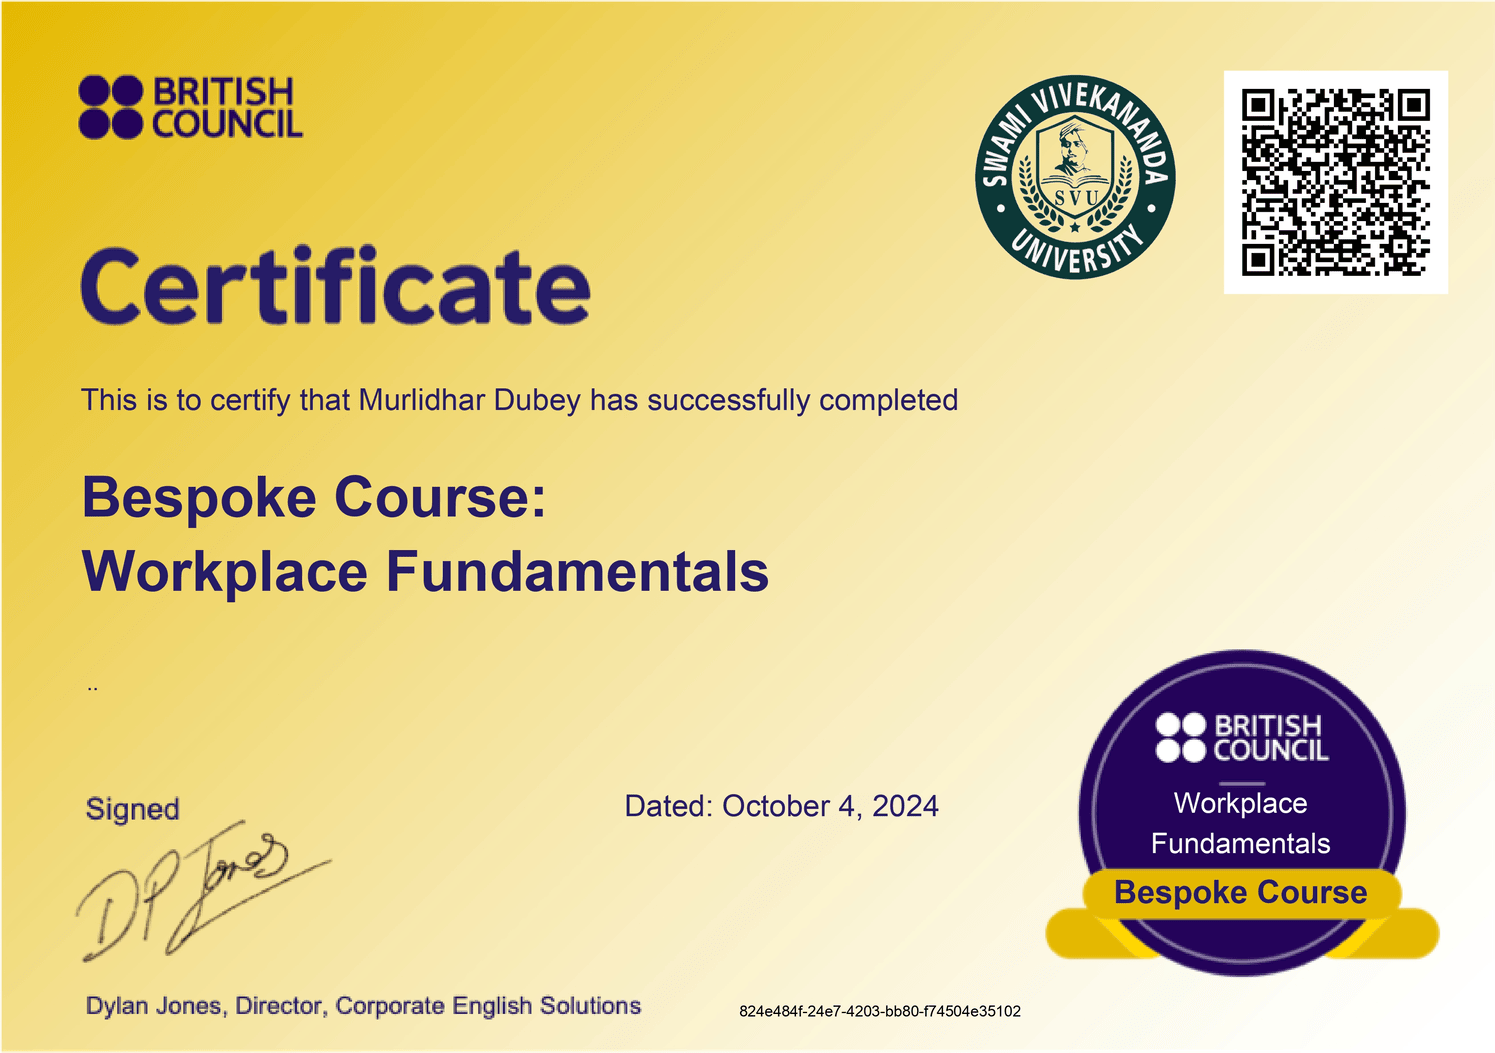 BRITISH
COUNCIL
SWAMI VIVEKANANDA
SVU
UNIVERSITY
Certificate
This is to certify that Murlidhar Dubey has successfully completed
Bespoke Course:
Workplace Fundamentals
..
Signed
DP Jones
Dated: October 4, 2024
Dylan Jones, Director, Corporate English Solutions
824e484f-24e7-4203-bb80-f74504e35102
BRITISH
COUNCIL
Workplace
Fundamentals
Bespoke Course